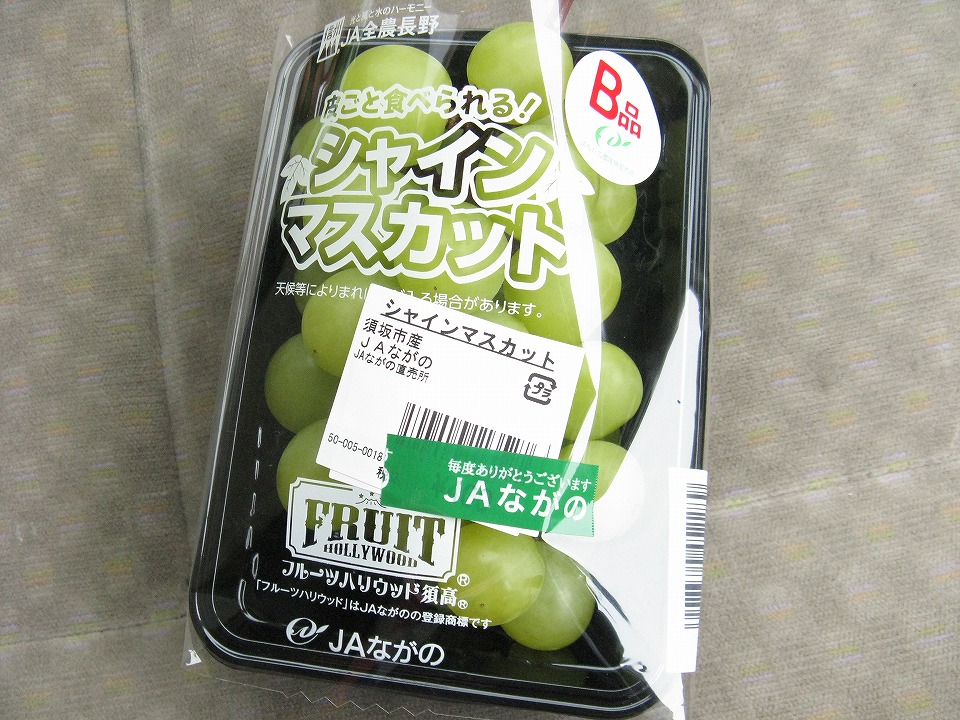 JA全農長野
皮ごと食べられる!
シャイン
マスカット
B品
天候等によりまれに
る場合があります。
シャインマスカット
須坂市産
JAながの
JAながの直売所
プラ
50-005-0018
毎度ありがとうございます
JAながの
FRUIT
HOLLYWOOD
フルーツハリウッド須高®
「フルーツハリウッド」はJAながのの登録商標です
JAながの